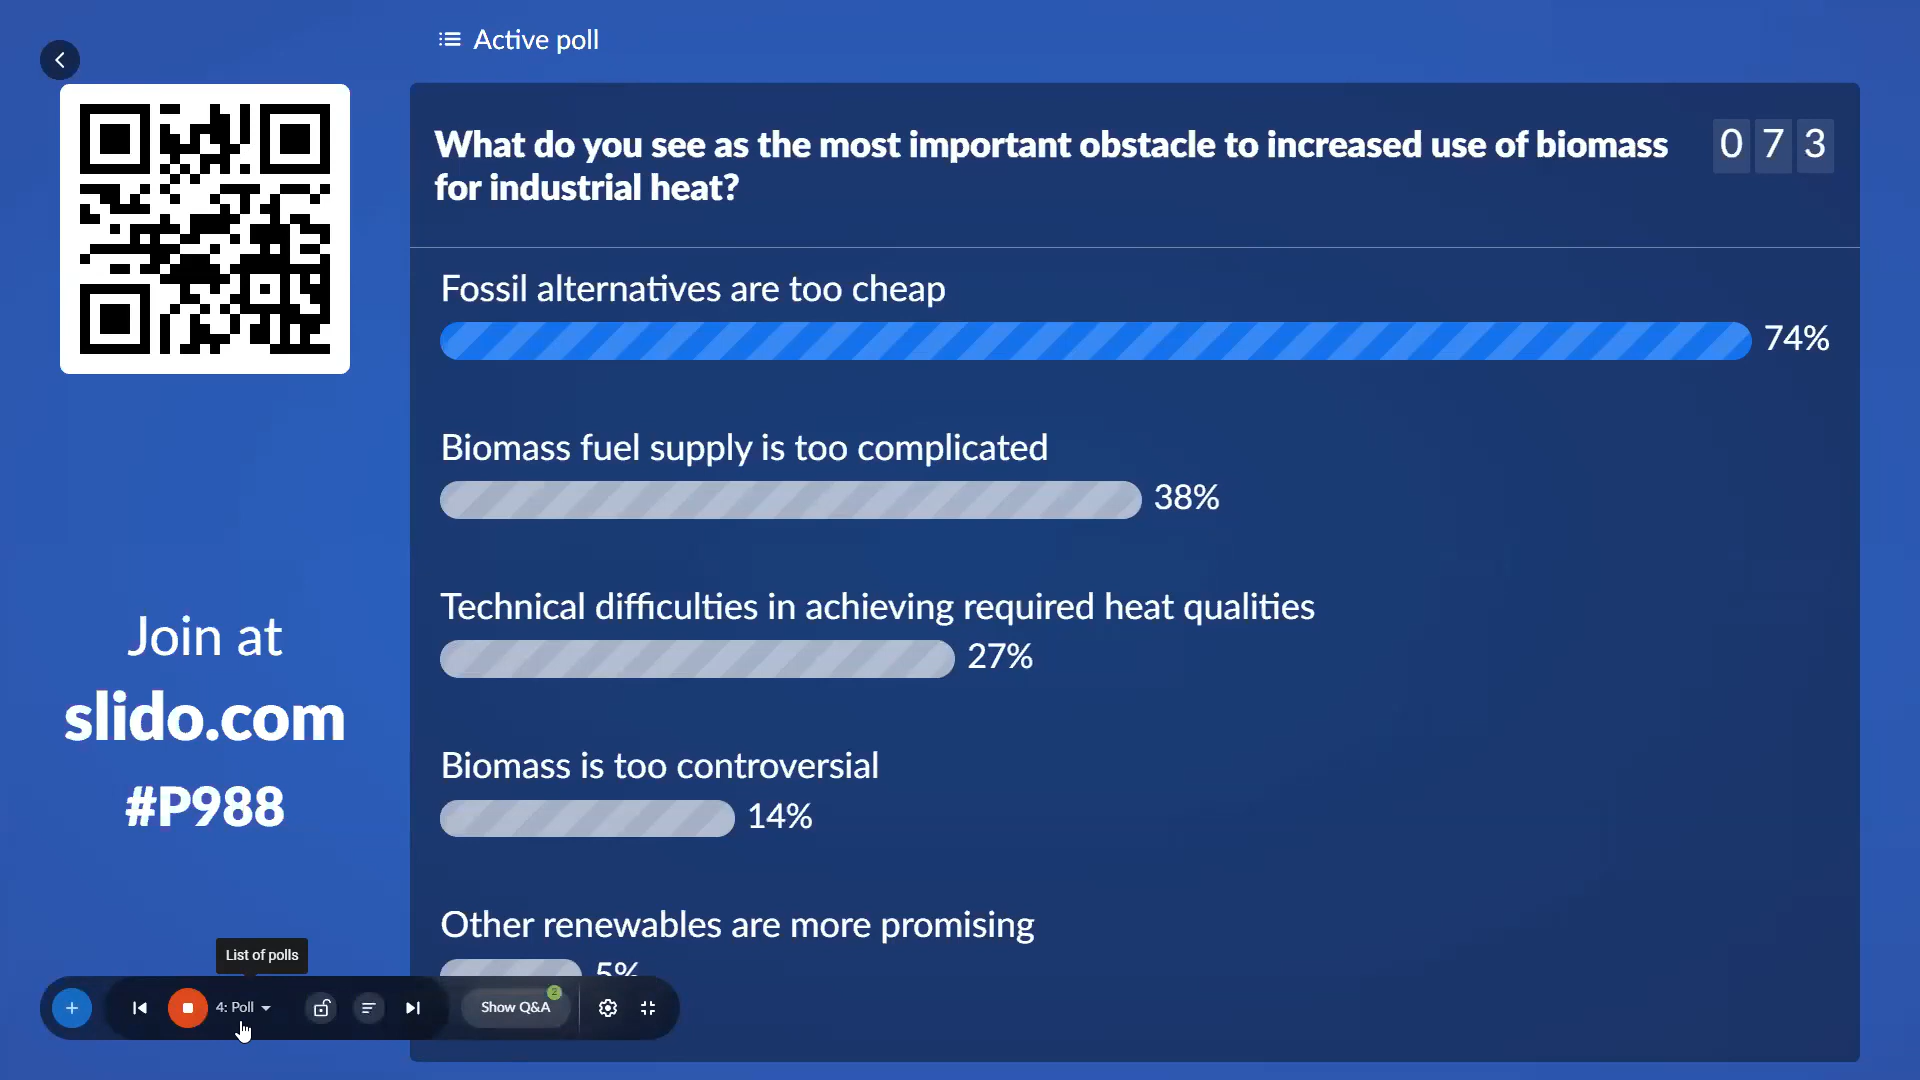 Active poll
What do you see as the most important obstacle to increased use of biomass
for industrial heat?
073
Fossil alternatives are too cheap
74%
Biomass fuel supply is too complicated
38%
Technical difficulties in achieving required heat qualities
27%
Biomass is too controversial
14%
Other renewables are more promising
5%
Join at
slido.com
#P988
List of polls
4: Poll
Show Q&A
2